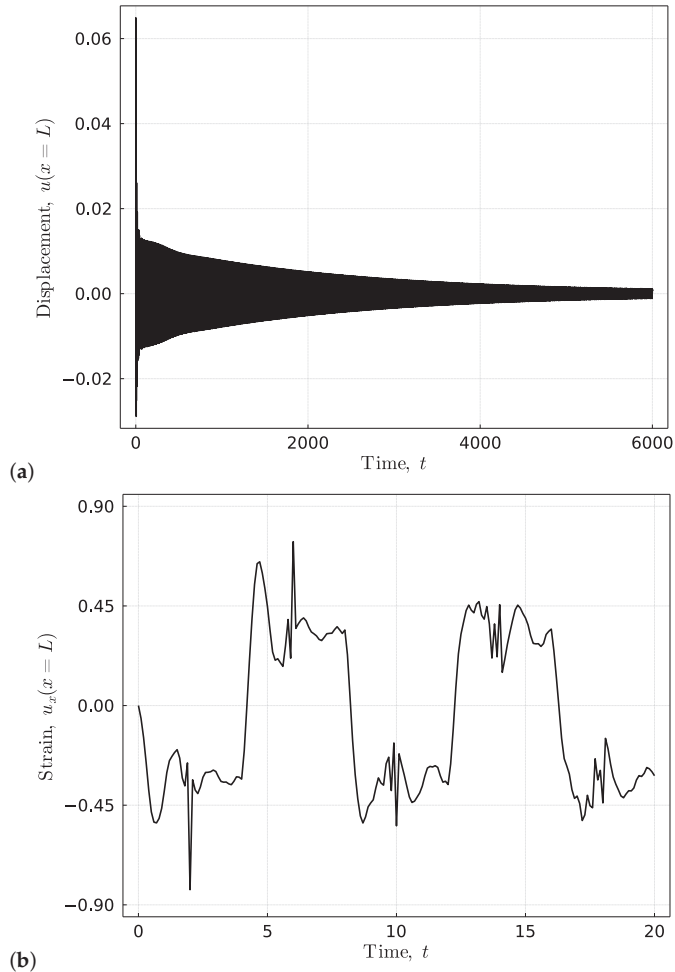 0.06
0.04
0.02
0.00
−0.02
Displacement, u(x = L)
0 2000 4000 6000
Time, t
(a)
0.90
0.45
0.00
−0.45
−0.90
Strain, uₓ(x = L)
0 5 10 15 20
Time, t
(b)